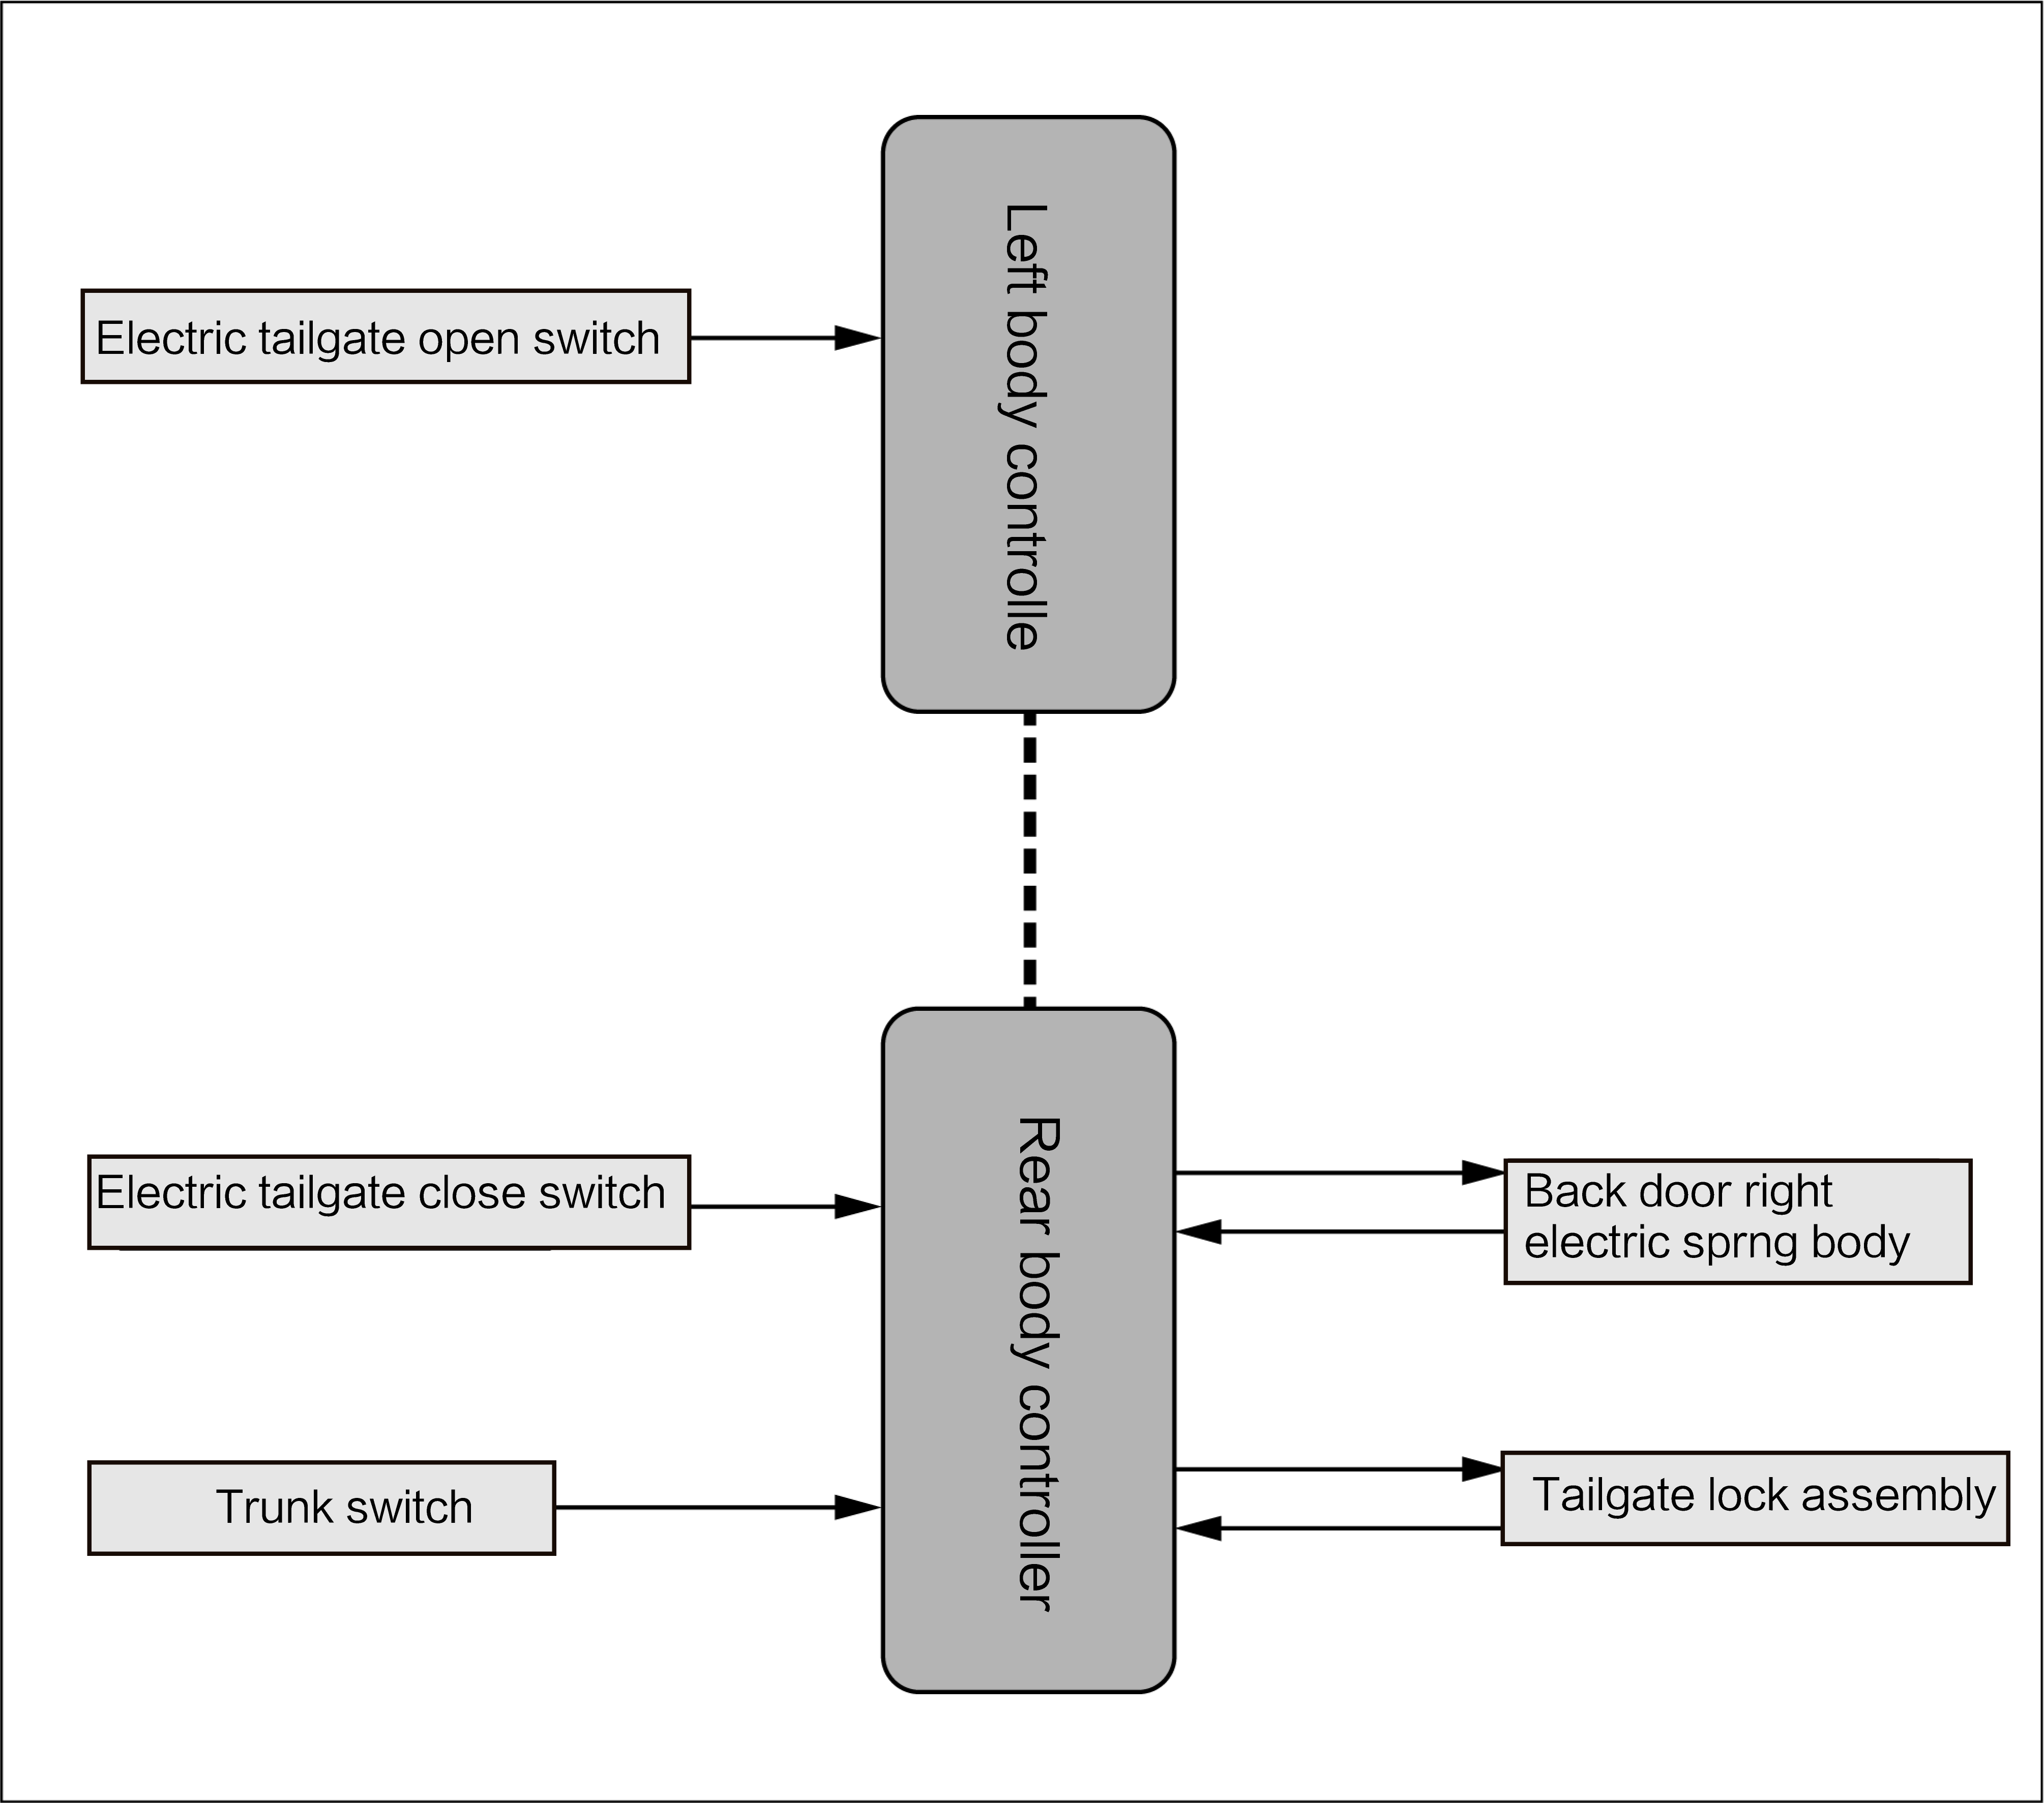 Left body controlle
Electric tailgate open switch
Electric tailgate close switch
Rear body controller
Back door right
electric sprng body
Trunk switch
Tailgate lock assembly